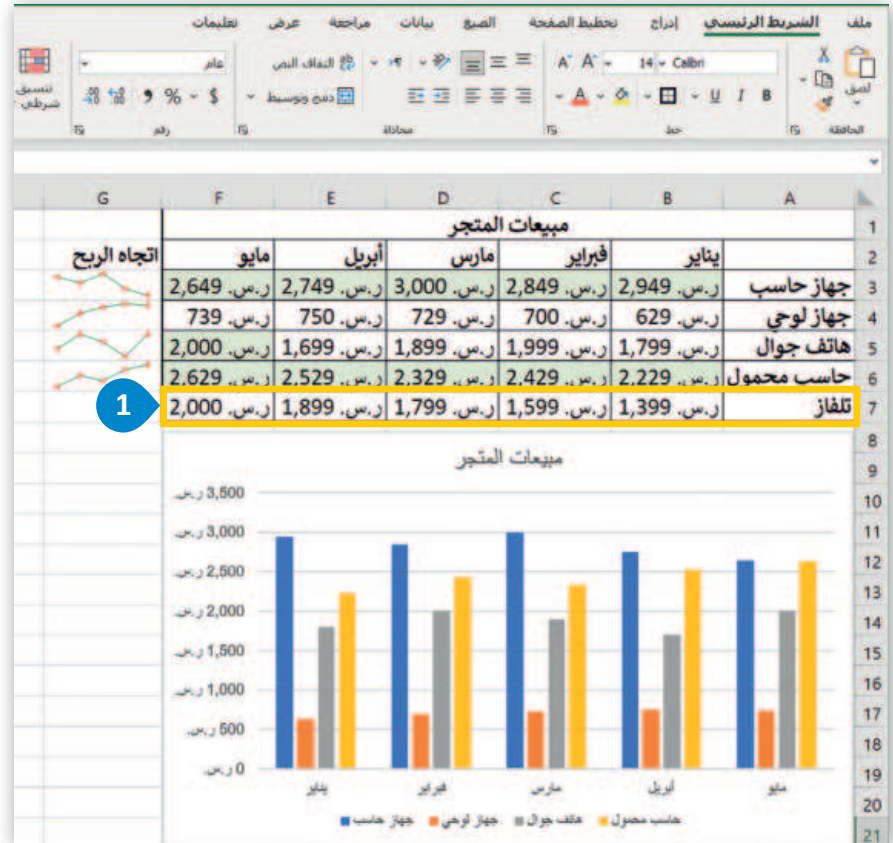 ملف الشريط الرئيسي إدراج تخطيط الصفحة الصيغ بيانات مراجعة عرض تعليمات
لصق
Calibri 14 A A
التفاف النص
عام
B I U A
دمج وتوسيط
$ % 9
تنسيق شرطي
الحافظة خط محاذاة رقم
A B C D E F G
1 مبيعات المتجر
2 يناير فبراير مارس أبريل مايو اتجاه الربح
3 جهاز حاسب ر.س. 2,949 ر.س. 2,849 ر.س. 3,000 ر.س. 2,749 ر.س. 2,649
4 جهاز لوحي ر.س. 629 ر.س. 700 ر.س. 729 ر.س. 750 ر.س. 739
5 هاتف جوال ر.س. 1,799 ر.س. 1,999 ر.س. 1,899 ر.س. 1,699 ر.س. 2,000
6 حاسب محمول ر.س. 2,229 ر.س. 2,429 ر.س. 2,329 ر.س. 2,529 ر.س. 2,629
7 تلفاز ر.س. 1,399 ر.س. 1,599 ر.س. 1,799 ر.س. 1,899 ر.س. 2,000
1
8
9
10
11
12
13
14
15
16
17
18
19
20
21
مبيعات المتجر
3,500 ر.س.
3,000 ر.س.
2,500 ر.س.
2,000 ر.س.
1,500 ر.س.
1,000 ر.س.
500 ر.س.
0 ر.س.
يناير فبراير مارس أبريل مايو
جهاز حاسب جهاز لوحي هاتف جوال حاسب محمول